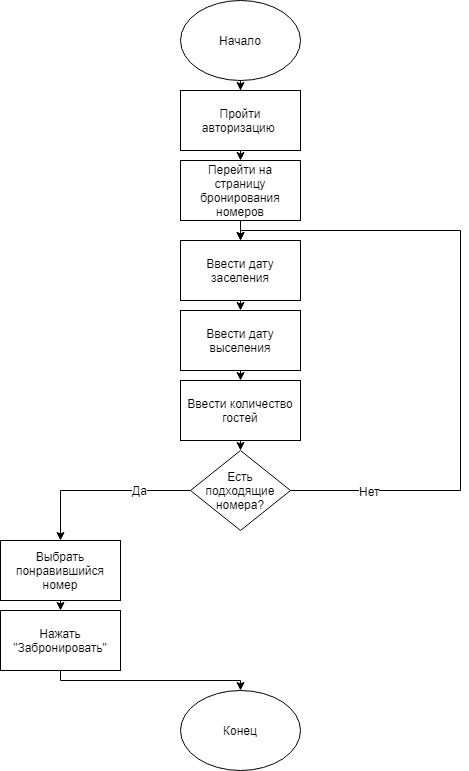 Начало
Пройти
авторизацию
Перейти на
страницу
бронирования
номеров
Ввести дату
заселения
Ввести дату
выселения
Ввести количество
гостей
Есть
подходящие
номера?
Да
Нет
Выбрать
понравившийся
номер
Нажать
"Забронировать"
Конец